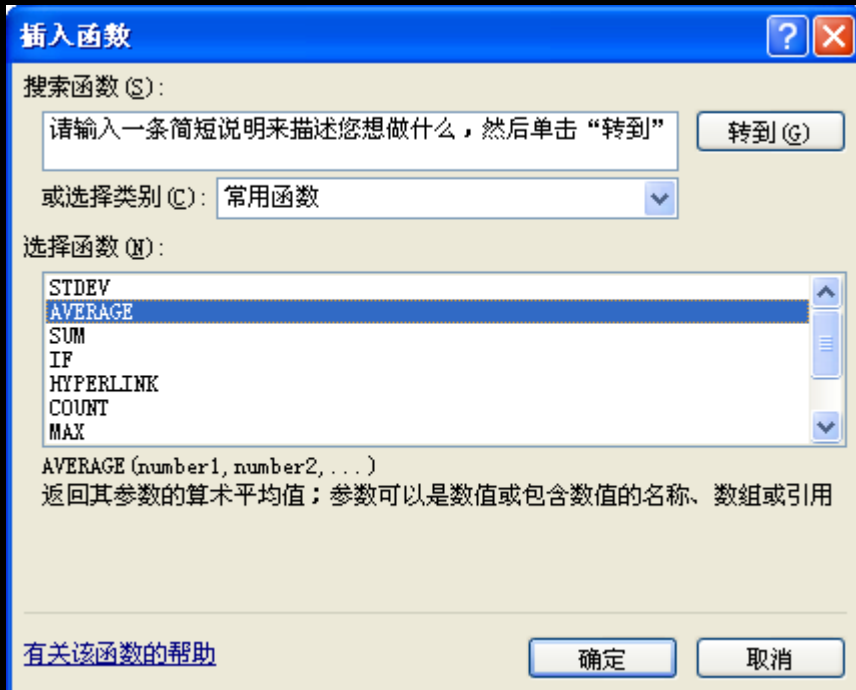 插入函数
搜索函数(S):
请输入一条简短说明来描述您想做什么，然后单击“转到”
转到(G)
或选择类别(C): 常用函数
选择函数(N):
STDEV
AVERAGE
SUM
IF
HYPERLINK
COUNT
MAX
AVERAGE(number1,number2,...)
返回其参数的算术平均值；参数可以是数值或包含数值的名称、数组或引用
有关该函数的帮助
确定
取消